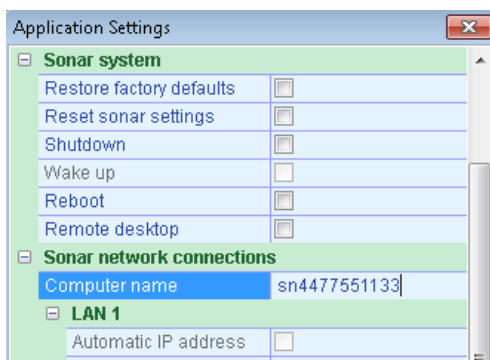 Application Settings
Sonar system
Restore factory defaults
Reset sonar settings
Shutdown
Wake up
Reboot
Remote desktop
Sonar network connections
Computer name sn4477551133
LAN 1
Automatic IP address